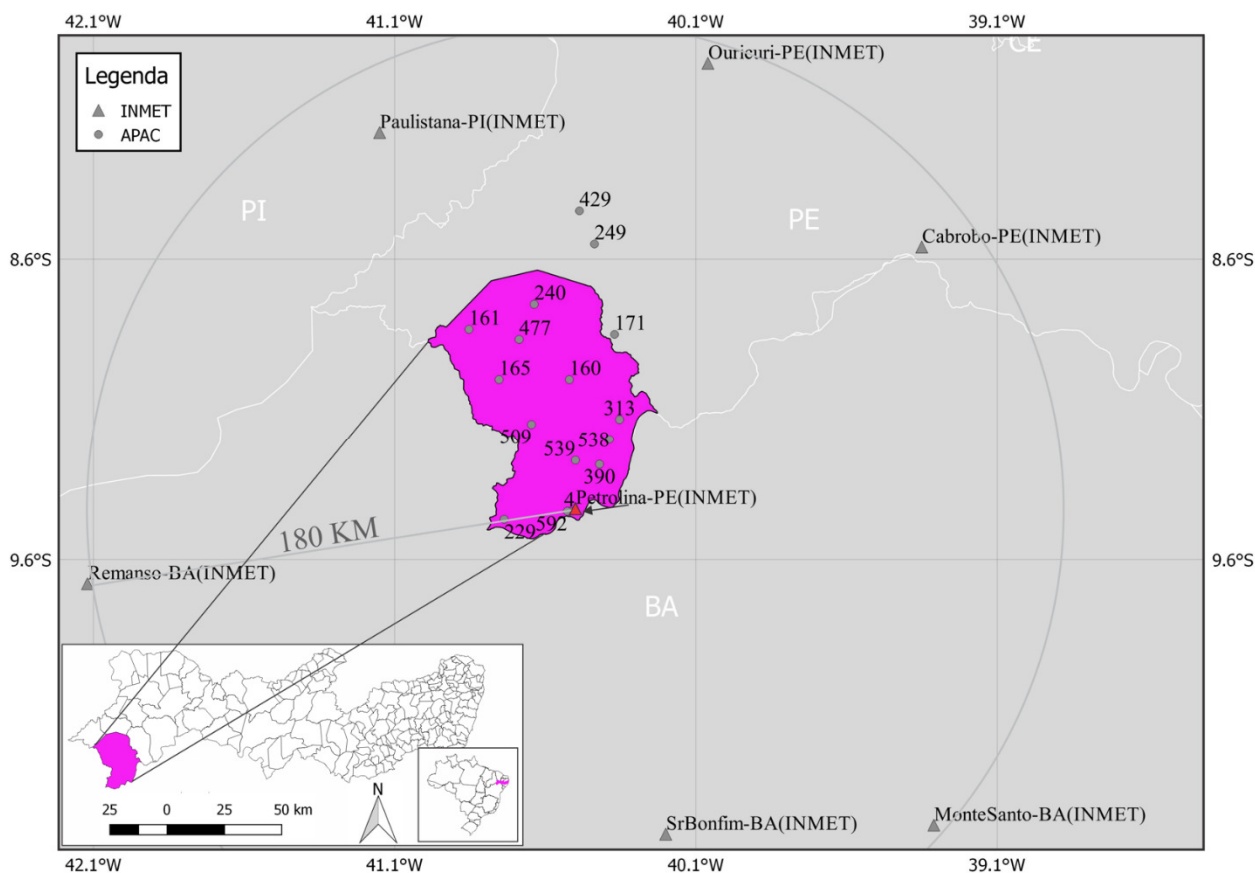 42.1°W 41.1°W 40.1°W 39.1°W
CE
Ouricuri-PE(INMET)
Legenda
INMET
APAC
Paulistana-PI(INMET)
PI
429
PE
249
Cabrobo-PE(INMET)
8.6°S 8.6°S
240
161
477
171
165
160
313
509
539
538
390
4
Petrolina-PE(INMET)
592
229
180 KM
9.6°S 9.6°S
Remanso-BA(INMET)
BA
N
25 0 25 50 km
SrBonfim-BA(INMET)
MonteSanto-BA(INMET)
42.1°W 41.1°W 40.1°W 39.1°W